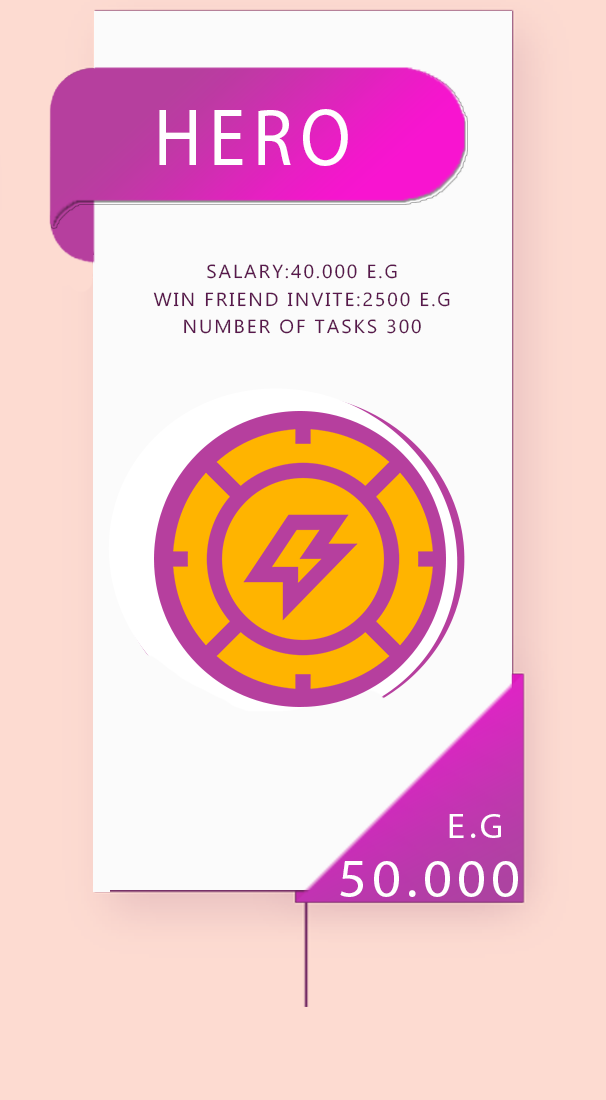 HERO
SALARY:40.000 E.G
WIN FRIEND INVITE:2500 E.G
NUMBER OF TASKS 300
E.G
50.000